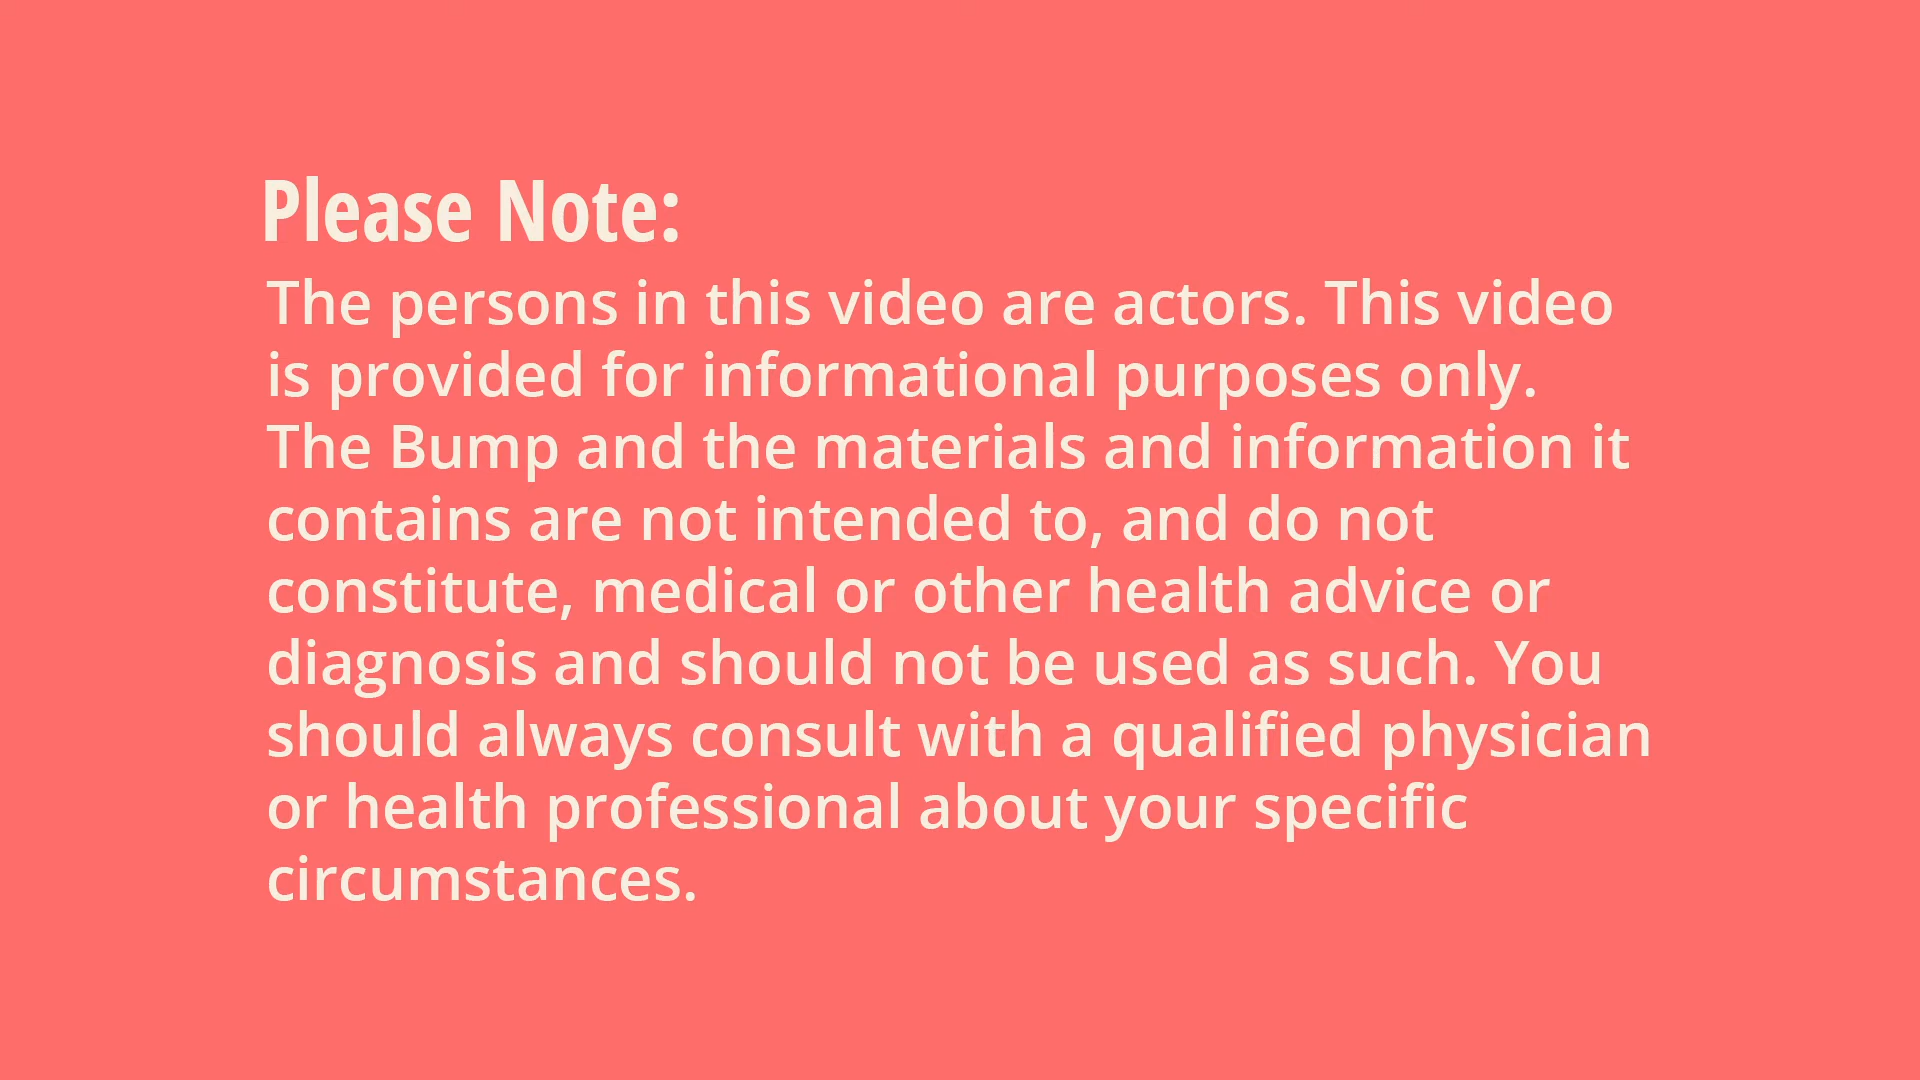 Please Note:
The persons in this video are actors. This video
is provided for informational purposes only.
The Bump and the materials and information it
contains are not intended to, and do not
constitute, medical or other health advice or
diagnosis and should not be used as such. You
should always consult with a qualified physician
or health professional about your specific
circumstances.